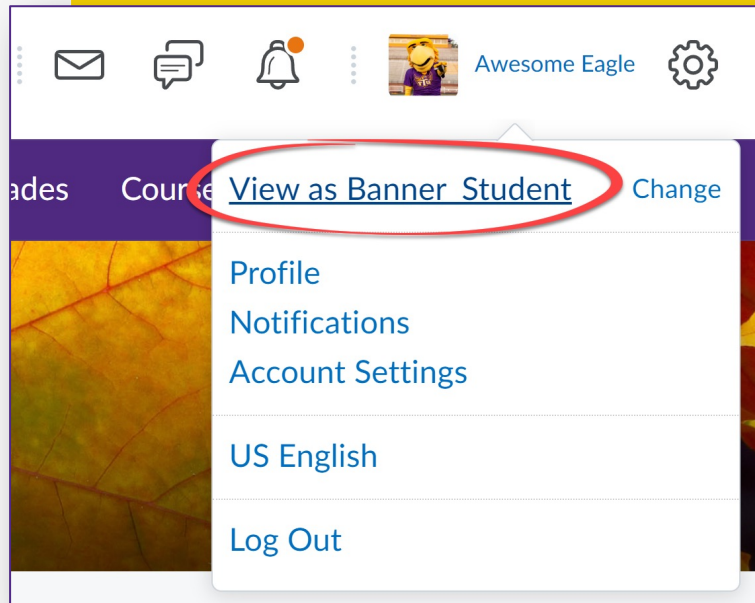 Awesome Eagle
ades Course View as Banner_Student Change
Profile
Notifications
Account Settings
US English
Log Out